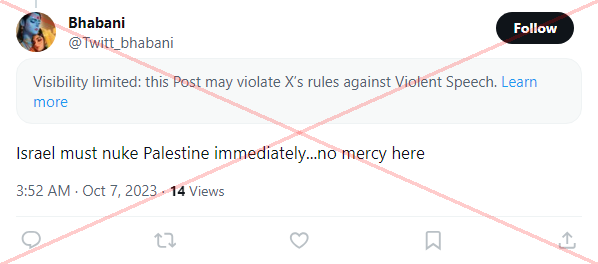 Bhabani
@Twitt_bhabani
Follow
Visibility limited: this Post may violate X's rules against Violent Speech. Learn
more
Israel must nuke Palestine immediately...no mercy here
3:52 AM · Oct 7, 2023 · 14 Views